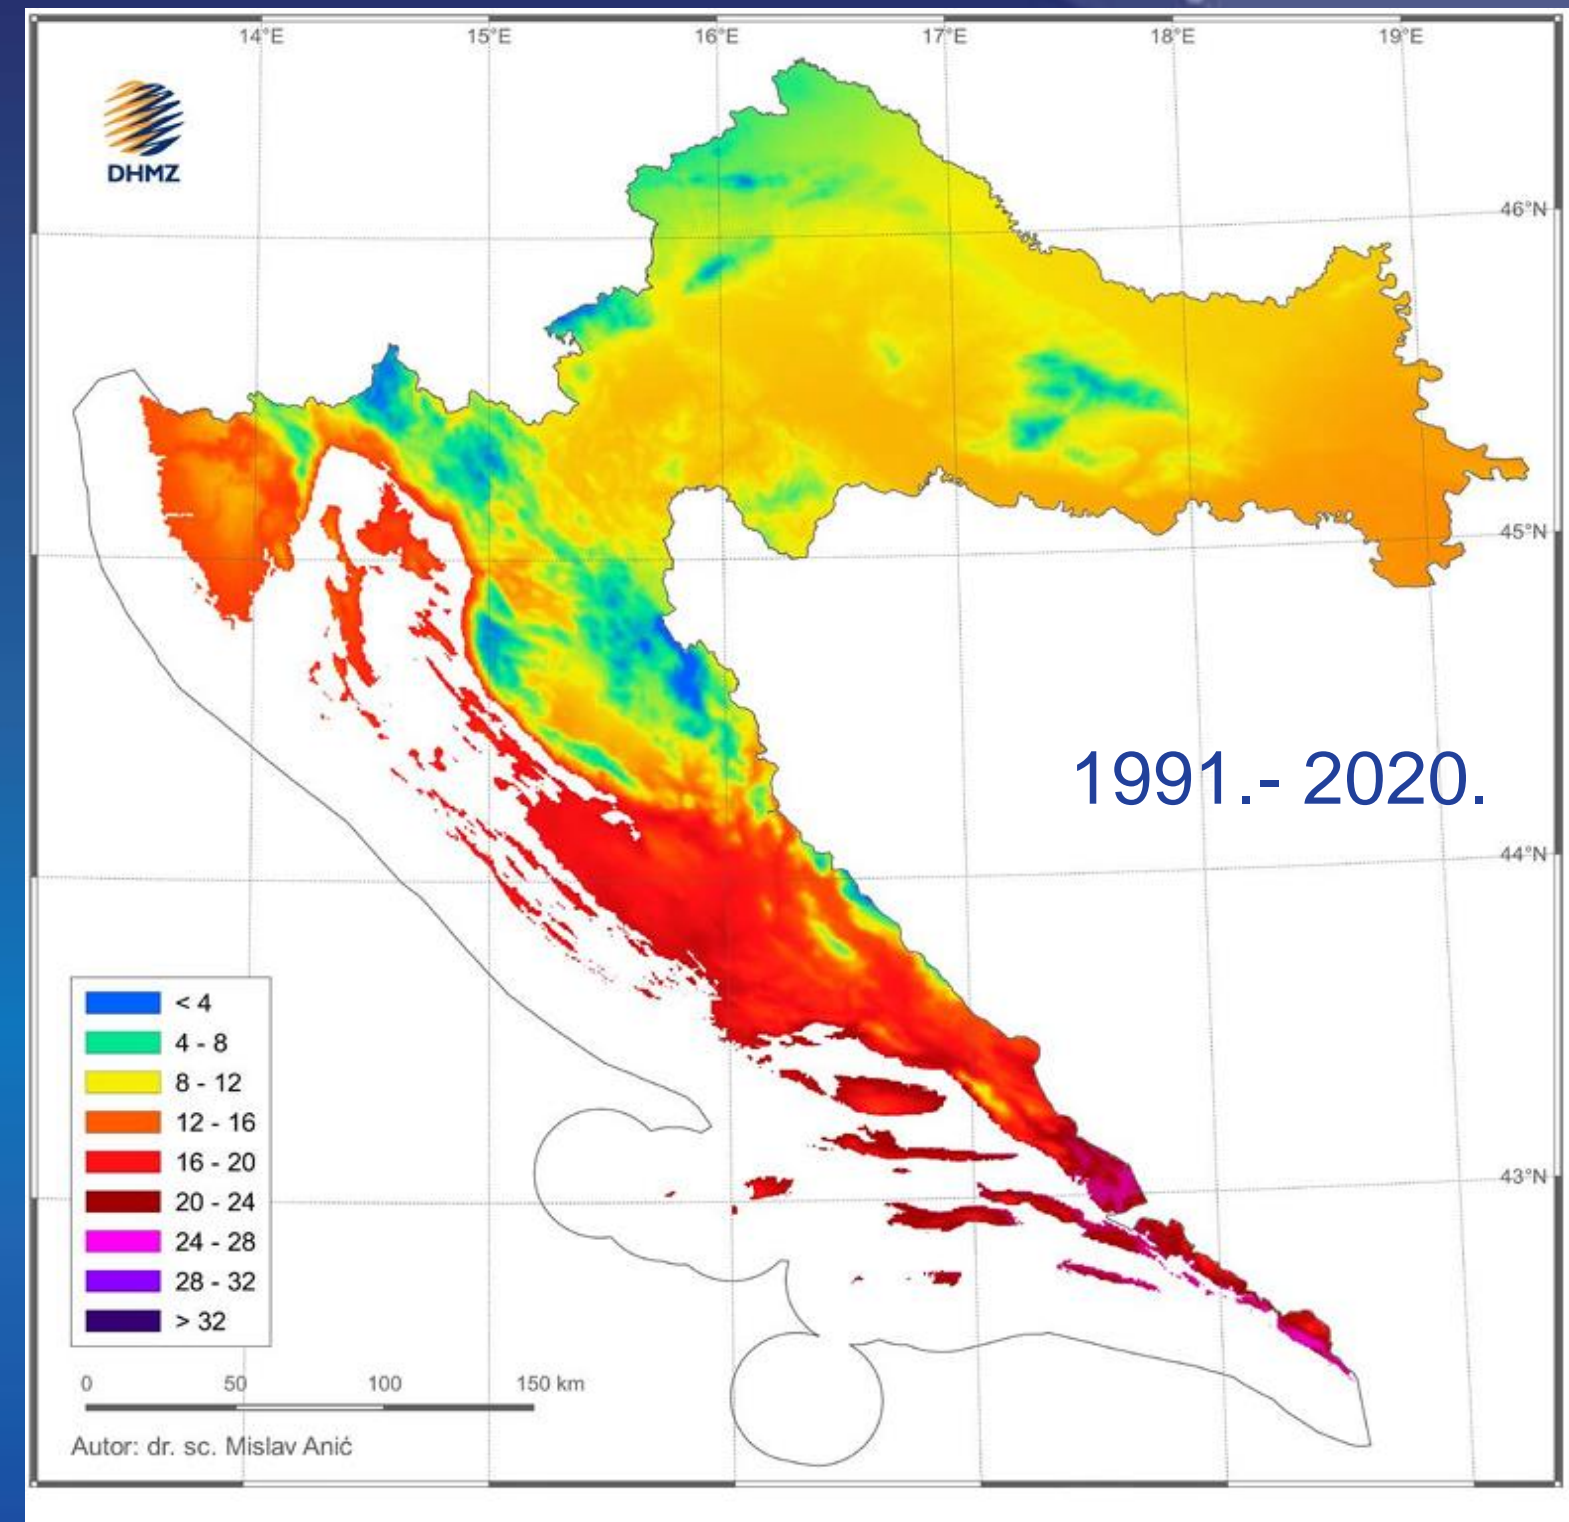 14°E 15°E 16°E 17°E 18°E 19°E
DHMZ
46°N
45°N
1991.- 2020.
44°N
< 4
4 - 8
8 - 12
12 - 16
16 - 20
43°N
20 - 24
24 - 28
28 - 32
> 32
0 50 100 150 km
Autor: dr. sc. Mislav Anić